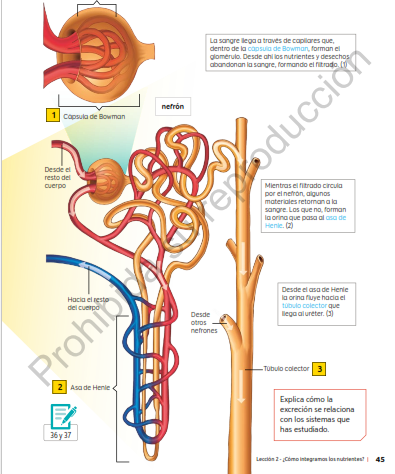 La sangre llega a través de capilares que,
dentro de la cápsula de Bowman, forman el
glomérulo. Desde ahí los nutrientes y desechos
abandonan la sangre, formando el filtrado. (1)
1 Cápsula de Bowman
nefrón
Desde el
resto del
cuerpo
Mientras el filtrado circula
por el nefrón, algunos
materiales retornan a la
sangre. Los que no, forman
la orina que pasa al asa de
Henle. (2)
Hacia el resto
del cuerpo
Desde
otros
nefrones
Desde el asa de Henle
la orina fluye hacia el
túbulo colector que
llega al uréter. (3)
Túbulo colector 3
2 Asa de Henle
36 y 37
Explica cómo la
excreción se relaciona
con los sistemas que
has estudiado.
Lección 2 - ¿Cómo integramos los nutrientes? | 45
Prohibida su reproducción